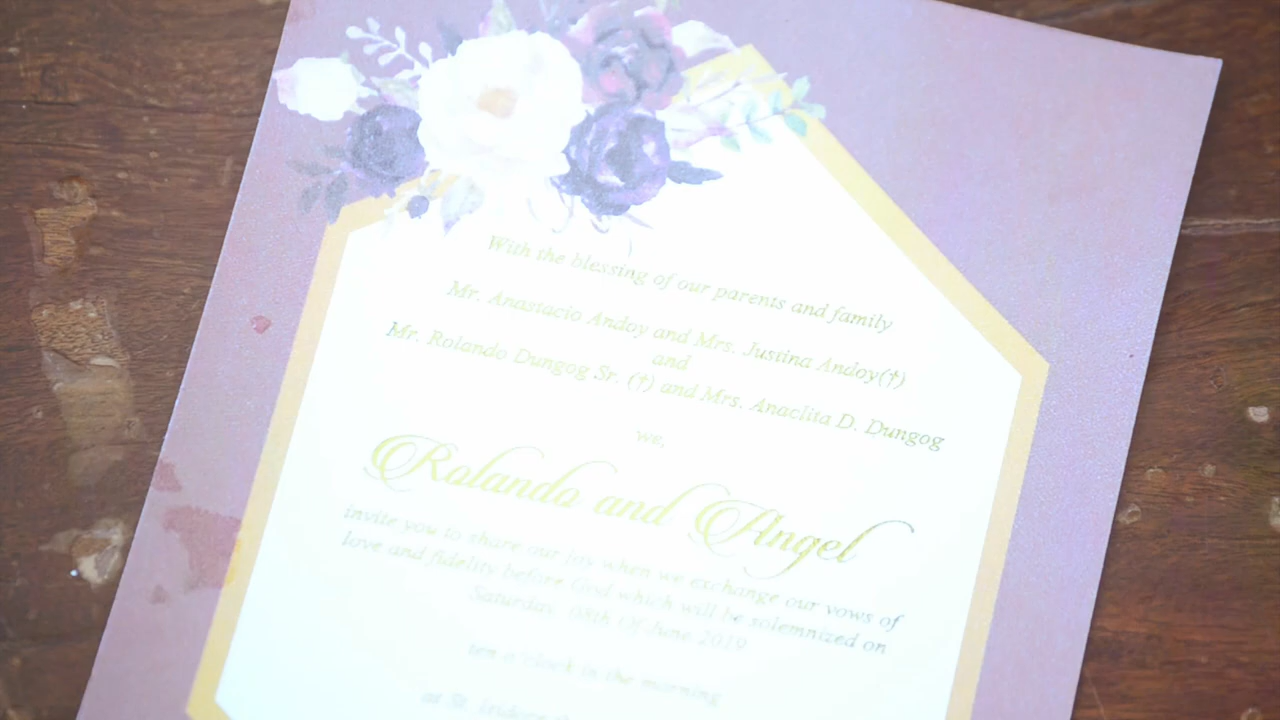 With the blessing of our parents and family
Mr. Anastacio Andoy and Mrs. Justina Andoy(†)
and
Mr. Rolando Dungog Sr. (†) and Mrs. Anaclita D. Dungog
we,
Rolando and Angel
invite you to share our joy when we exchange our vows of
love and fidelity before God which will be solemnized on
Saturday, 08th Of June 2019
ten o'clock in the morning
at St. Isidore